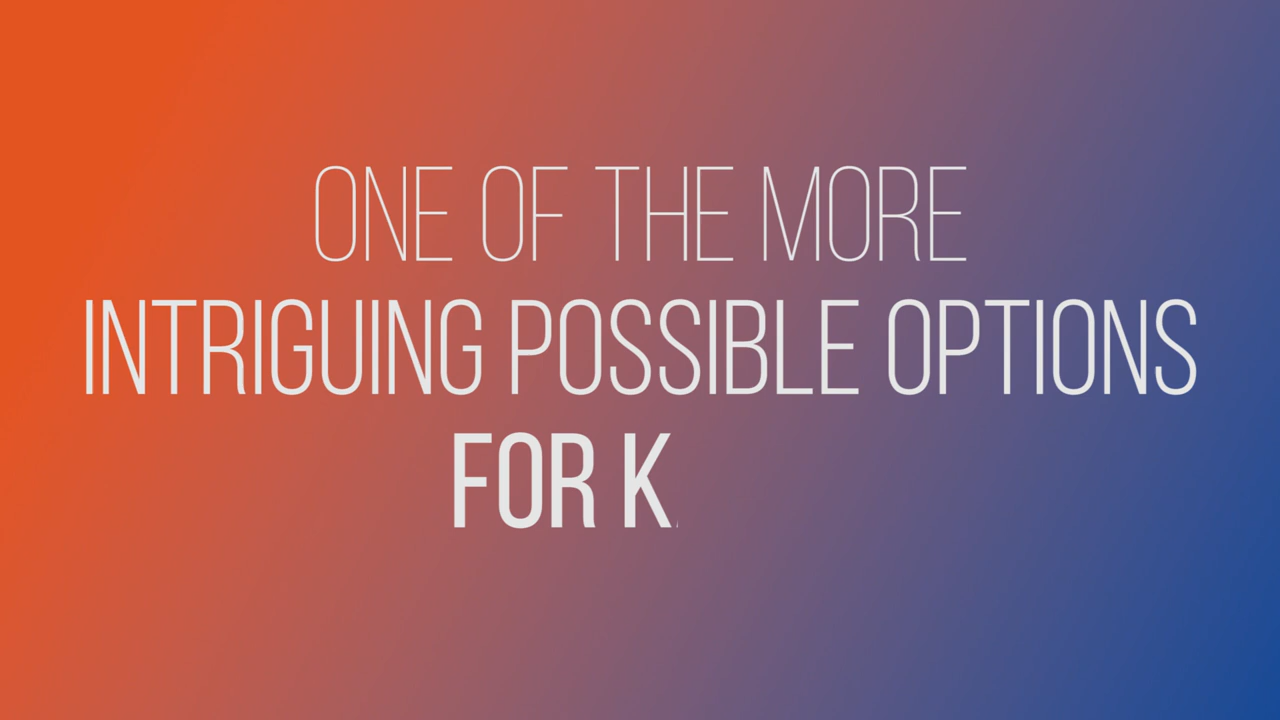 ONE OF THE MORE
INTRIGUING POSSIBLE OPTIONS
FOR K